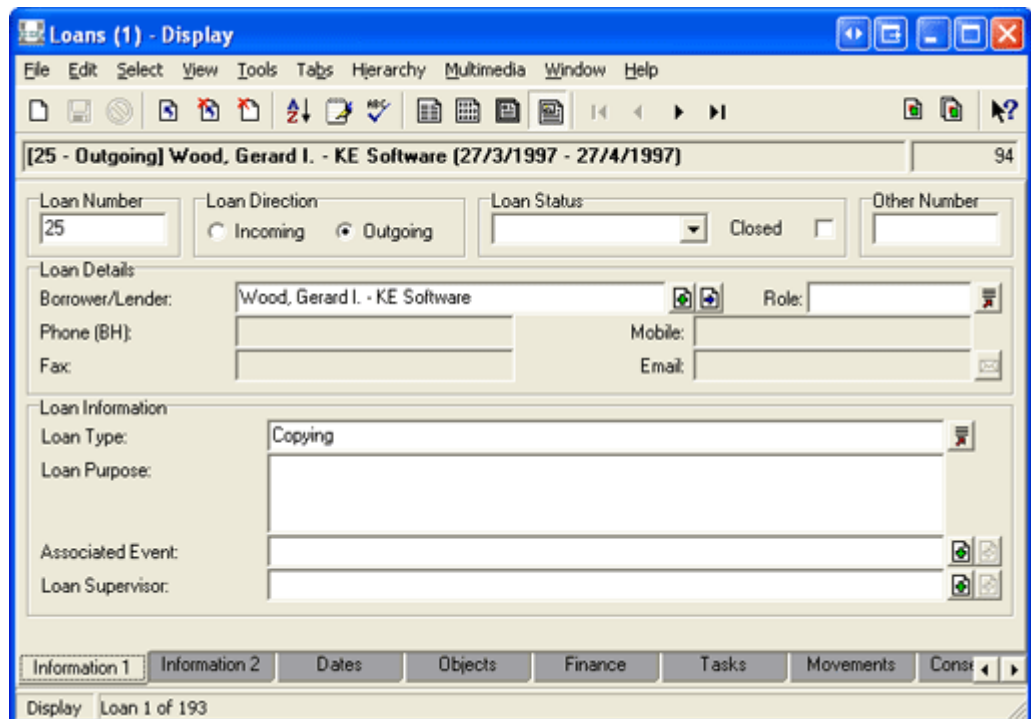 Loans (1) - Display
File Edit Select View Tools Tabs Hierarchy Multimedia Window Help
[25 - Outgoing] Wood, Gerard I. - KE Software (27/3/1997 - 27/4/1997) 94
Loan Number Loan Direction Loan Status Other Number
25 Incoming Outgoing Closed
Loan Details
Borrower/Lender: Wood, Gerard I. - KE Software Role:
Phone (BH): Mobile:
Fax: Email:
Loan Information
Loan Type: Copying
Loan Purpose:
Associated Event:
Loan Supervisor:
Information 1 Information 2 Dates Objects Finance Tasks Movements Conse
Display Loan 1 of 193